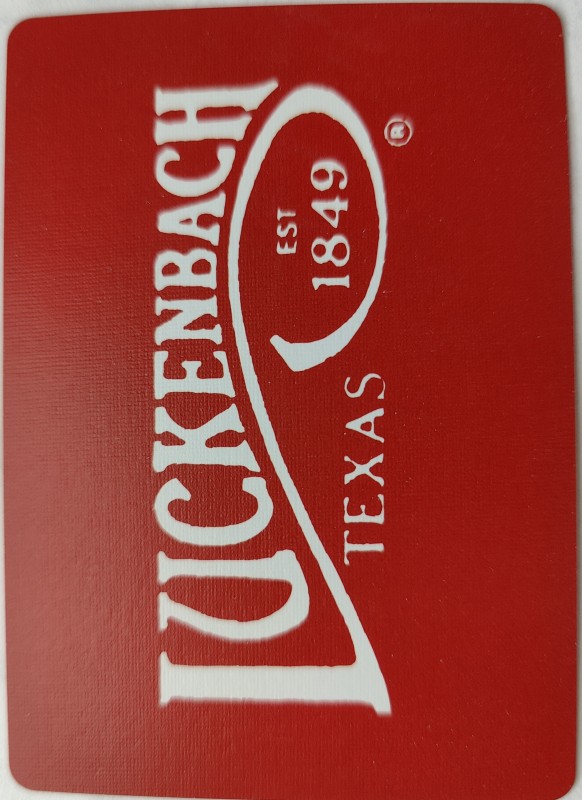 LUCKENBACH
EST
1849
®
TEXAS